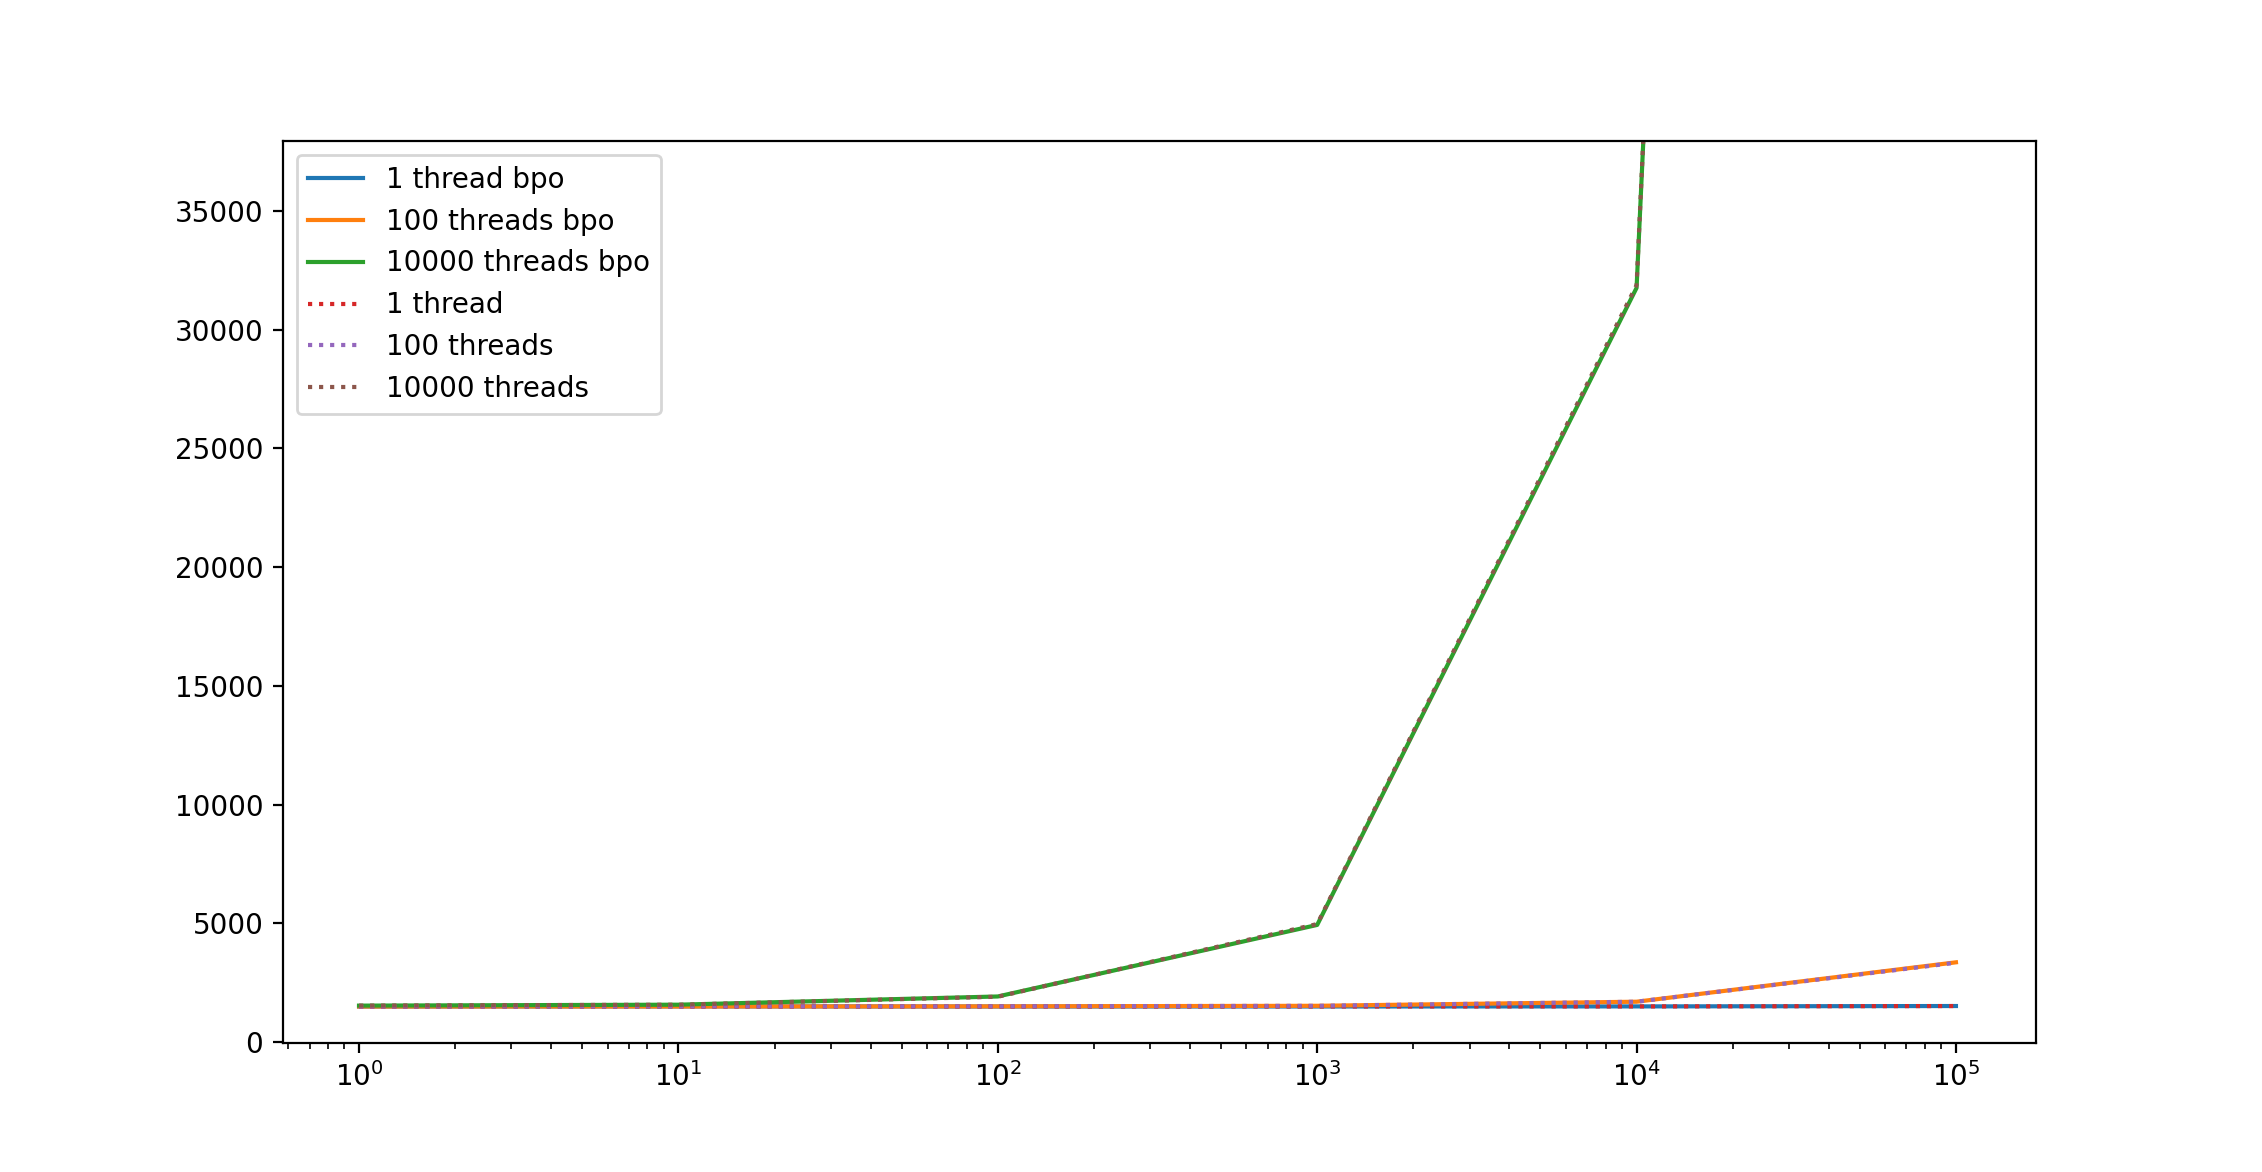 1 thread bpo
100 threads bpo
10000 threads bpo
1 thread
100 threads
10000 threads
35000
30000
25000
20000
15000
10000
5000
0
10⁰ 10¹ 10² 10³ 10⁴ 10⁵